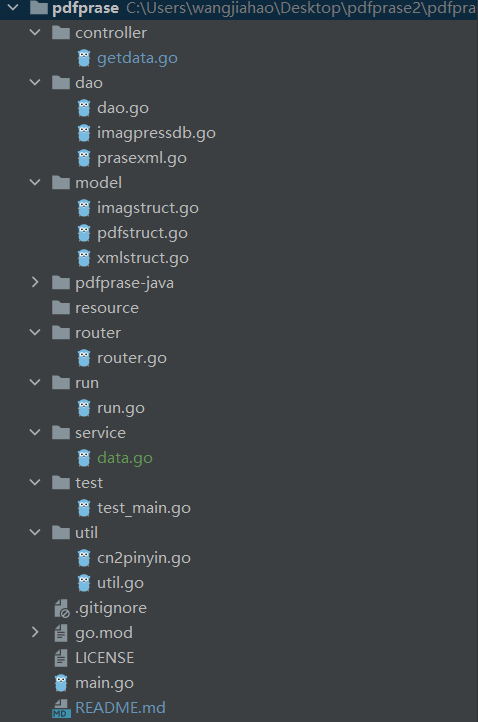 pdfprase C:\Users\wangjiahao\Desktop\pdfprase2\pdfpra
controller
getdata.go
dao
dao.go
imagpressdb.go
prasexml.go
model
imagstruct.go
pdfstruct.go
xmlstruct.go
pdfprase-java
resource
router
router.go
run
run.go
service
data.go
test
test_main.go
util
cn2pinyin.go
util.go
.gitignore
go.mod
LICENSE
main.go
MD README.md